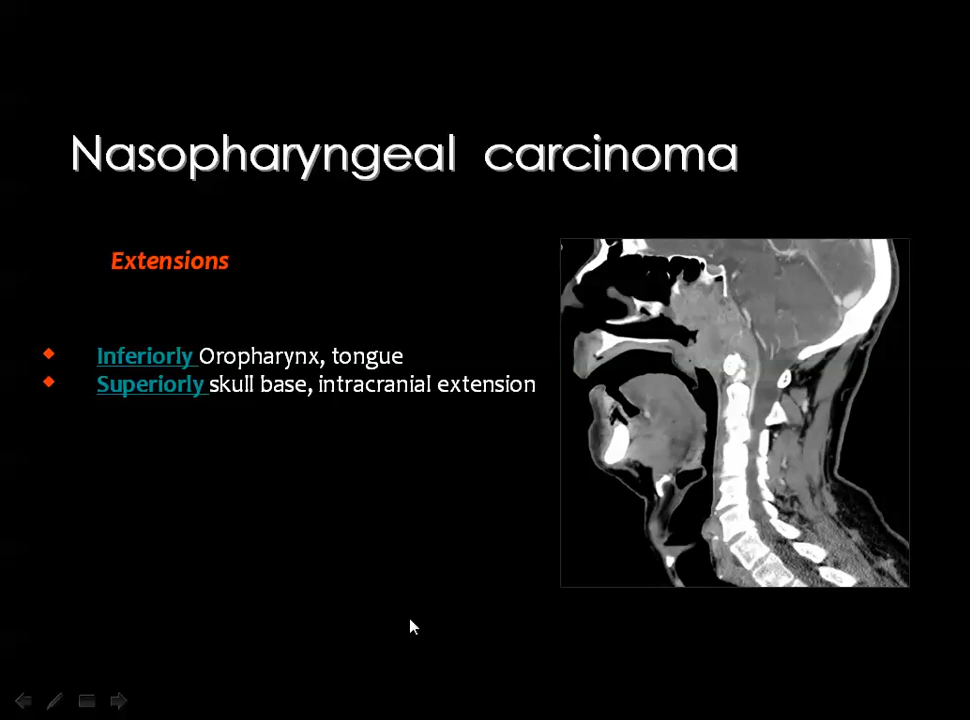 Nasopharyngeal carcinoma
Extensions
Inferiorly Oropharynx, tongue
Superiorly skull base, intracranial extension